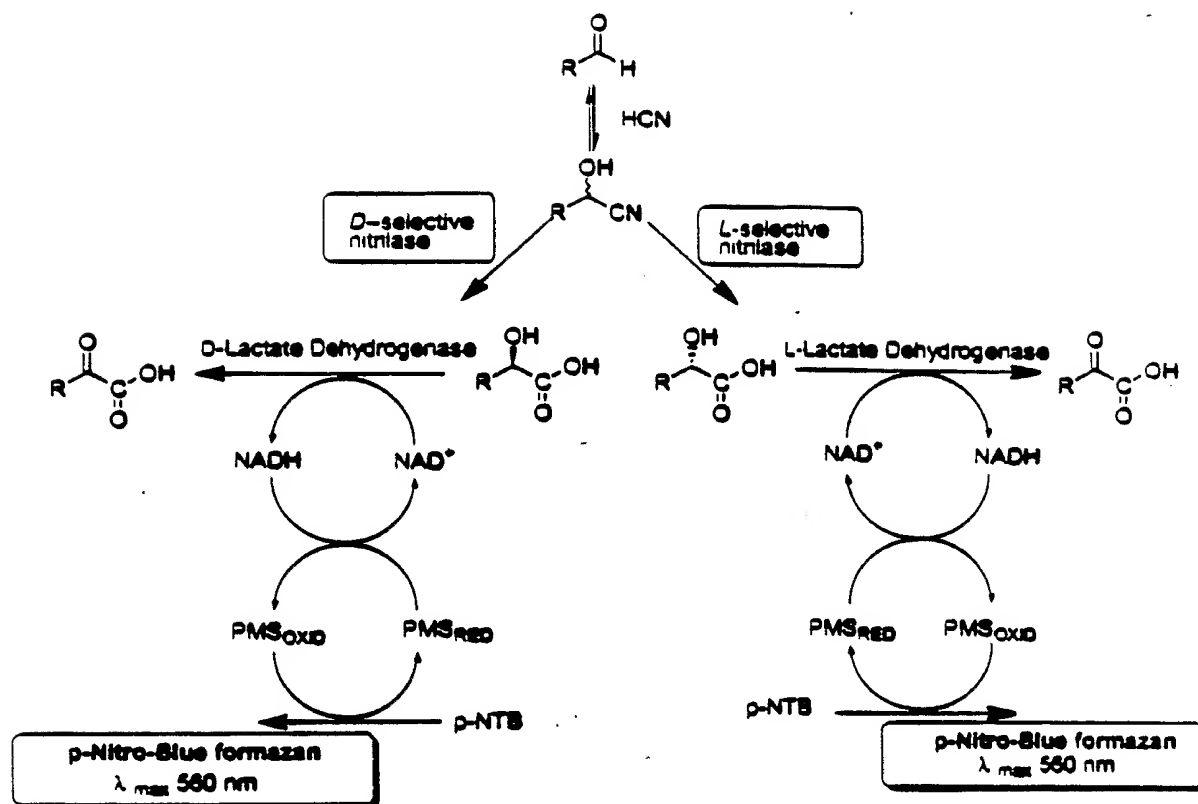 O
R H
HCN
OH
R CN
D-selective
nitrilase
L-selective
nitrilase
O
R C OH
O
D-Lactate Dehydrogenase
OH
R C OH
O
OH
R C OH
O
L-Lactate Dehydrogenase
O
R C OH
O
NADH NAD+
NAD+ NADH
PMSOXID PMSRED
PMSRED PMSOXID
p-NTB
p-NTB
p-Nitro-Blue formazan
λ max 560 nm
p-Nitro-Blue formazan
λ max 560 nm